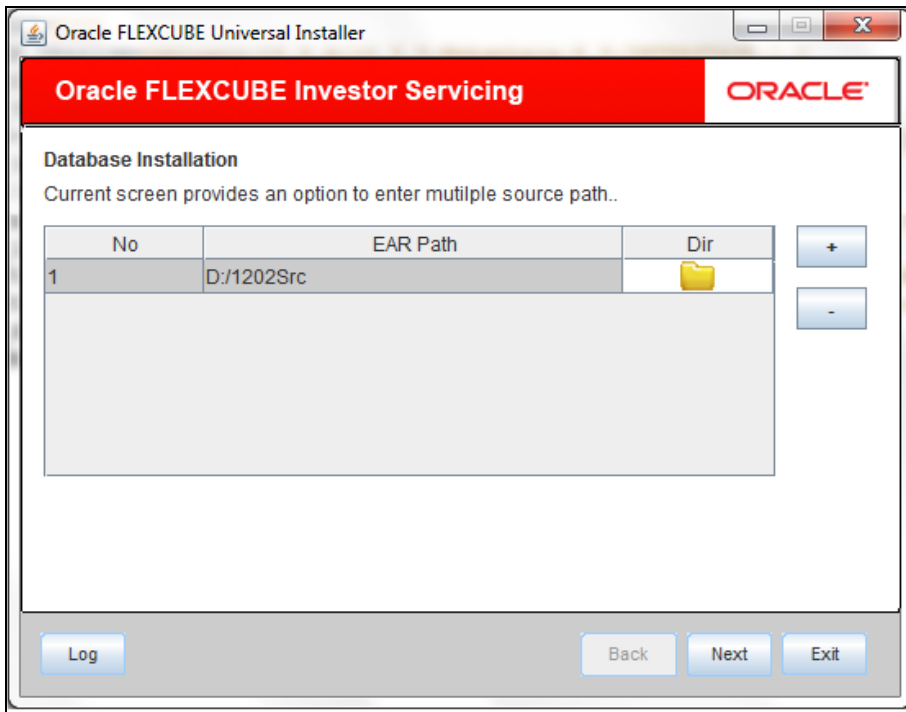 Oracle FLEXCUBE Universal Installer
Oracle FLEXCUBE Investor Servicing
ORACLE
Database Installation
Current screen provides an option to enter mutilple source path..
No EAR Path Dir
+
1 D:/1202Src
-
Log Back Next Exit